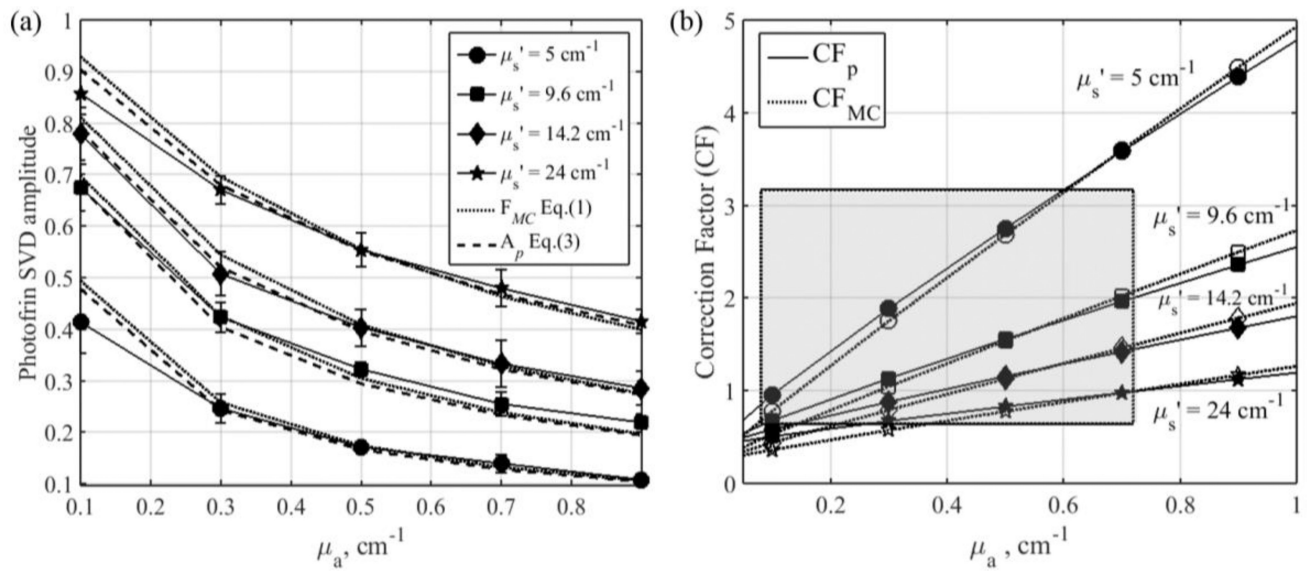 (a)
1
0.9
0.8
0.7
0.6
0.5
0.4
0.3
0.2
0.1
Photofrin SVD amplitude
0.1 0.2 0.3 0.4 0.5 0.6 0.7 0.8
μa, cm-1
μs' = 5 cm-1
μs' = 9.6 cm-1
μs' = 14.2 cm-1
μs' = 24 cm-1
FMC Eq.(1)
Ap Eq.(3)
(b)
5
4
3
2
1
0
Correction Factor (CF)
0.2 0.4 0.6 0.8 1
μa , cm-1
CFp
CFMC
μs' = 5 cm-1
μs' = 9.6 cm-1
μs' = 14.2 cm-1
μs' = 24 cm-1